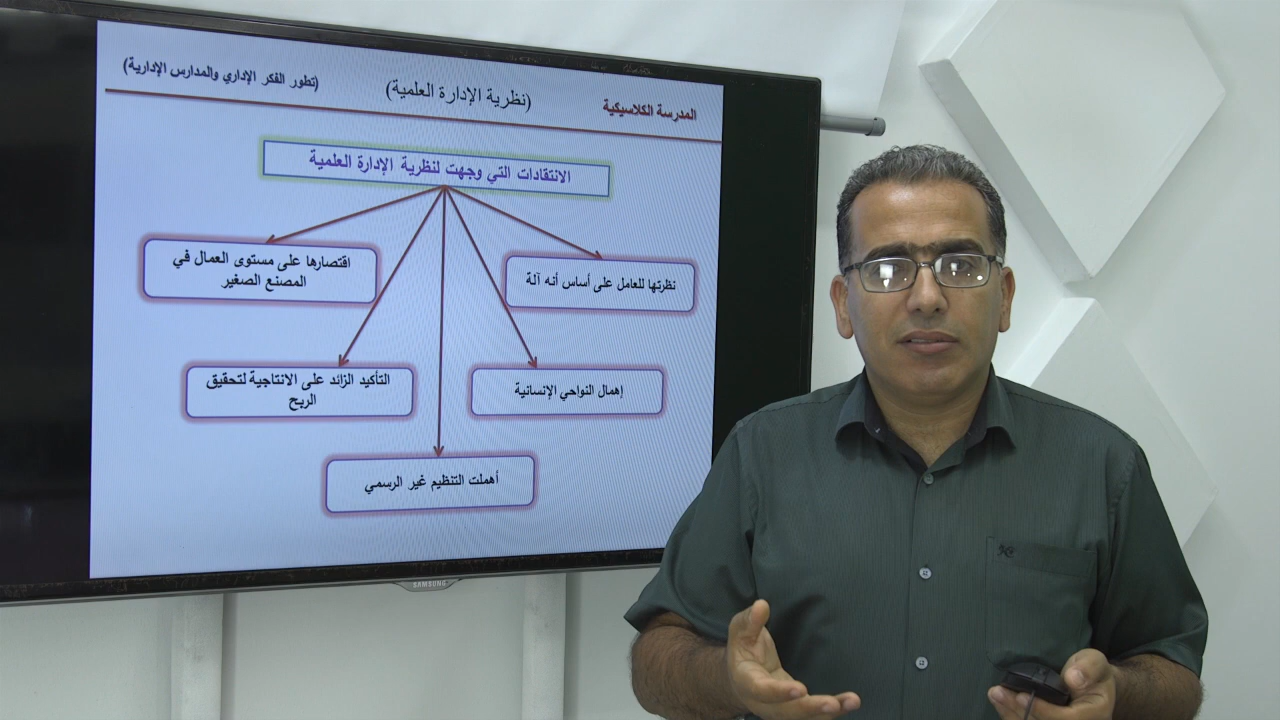 المدرسة الكلاسيكية
(نظرية الإدارة العلمية)
(تطور الفكر الإداري والمدارس الإدارية)
الانتقادات التي وجهت لنظرية الإدارة العلمية
نظرتها للعامل على أساس أنه آلة
اقتصارها على مستوى العمال في
المصنع الصغير
إهمال النواحي الإنسانية
التأكيد الزائد على الانتاجية لتحقيق
الربح
أهملت التنظيم غير الرسمي
SAMSUNG